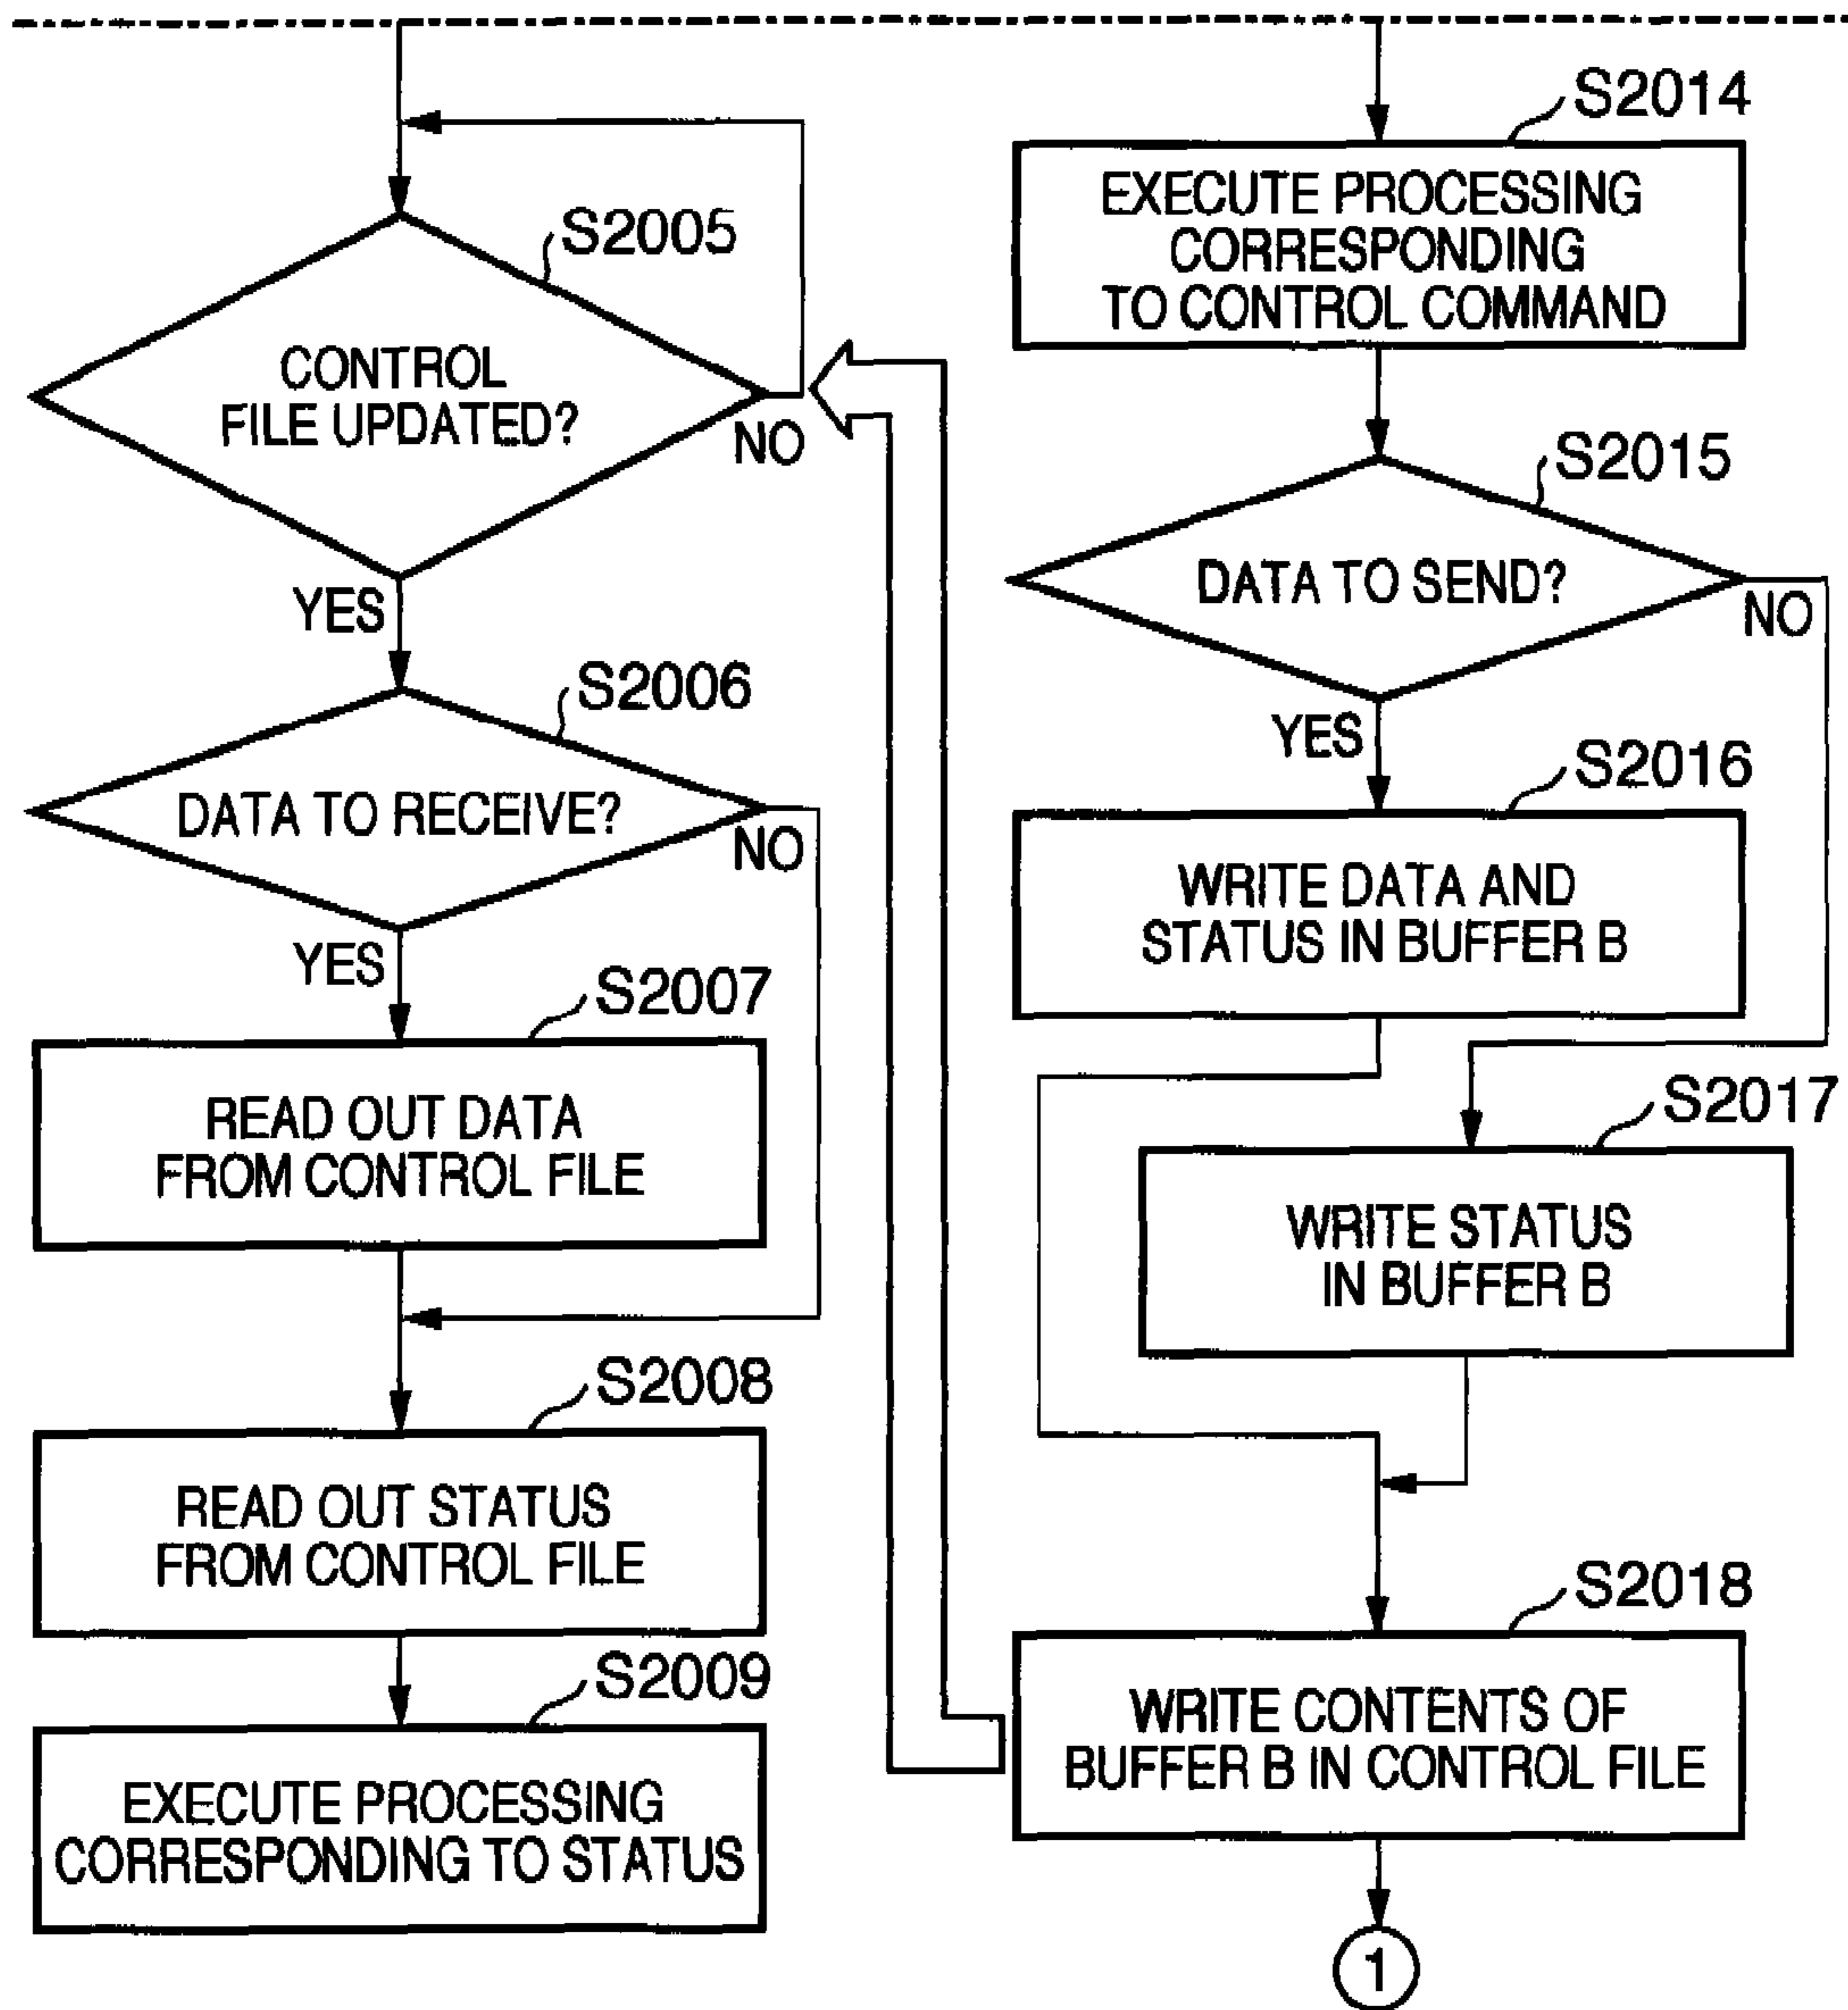 S2005
CONTROL
FILE UPDATED?
NO
YES
S2006
DATA TO RECEIVE?
NO
YES
S2007
READ OUT DATA
FROM CONTROL FILE
S2008
READ OUT STATUS
FROM CONTROL FILE
S2009
EXECUTE PROCESSING
CORRESPONDING TO STATUS
S2014
EXECUTE PROCESSING
CORRESPONDING
TO CONTROL COMMAND
S2015
DATA TO SEND?
NO
YES
S2016
WRITE DATA AND
STATUS IN BUFFER B
S2017
WRITE STATUS
IN BUFFER B
S2018
WRITE CONTENTS OF
BUFFER B IN CONTROL FILE
1